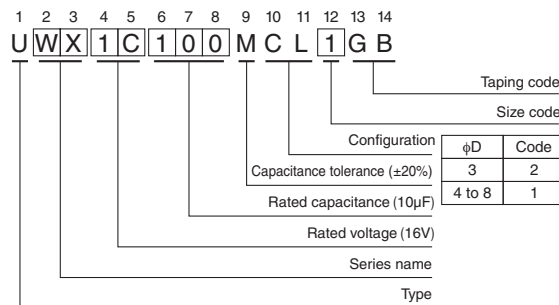 1 2 3 4 5 6 7 8 9 10 11 12 13 14
U W X 1 C 1 0 0 M C L 1 G B
Taping code
Size code
Configuration
φD Code
3 2
4 to 8 1
Capacitance tolerance (±20%)
Rated capacitance (10µF)
Rated voltage (16V)
Series name
Type